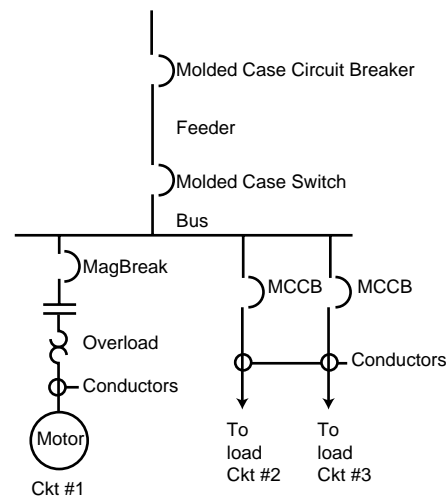 Molded Case Circuit Breaker
Feeder
Molded Case Switch
Bus
MagBreak
MCCB
MCCB
Overload
Conductors
Conductors
Motor
Ckt #1
To
load
Ckt #2
To
load
Ckt #3